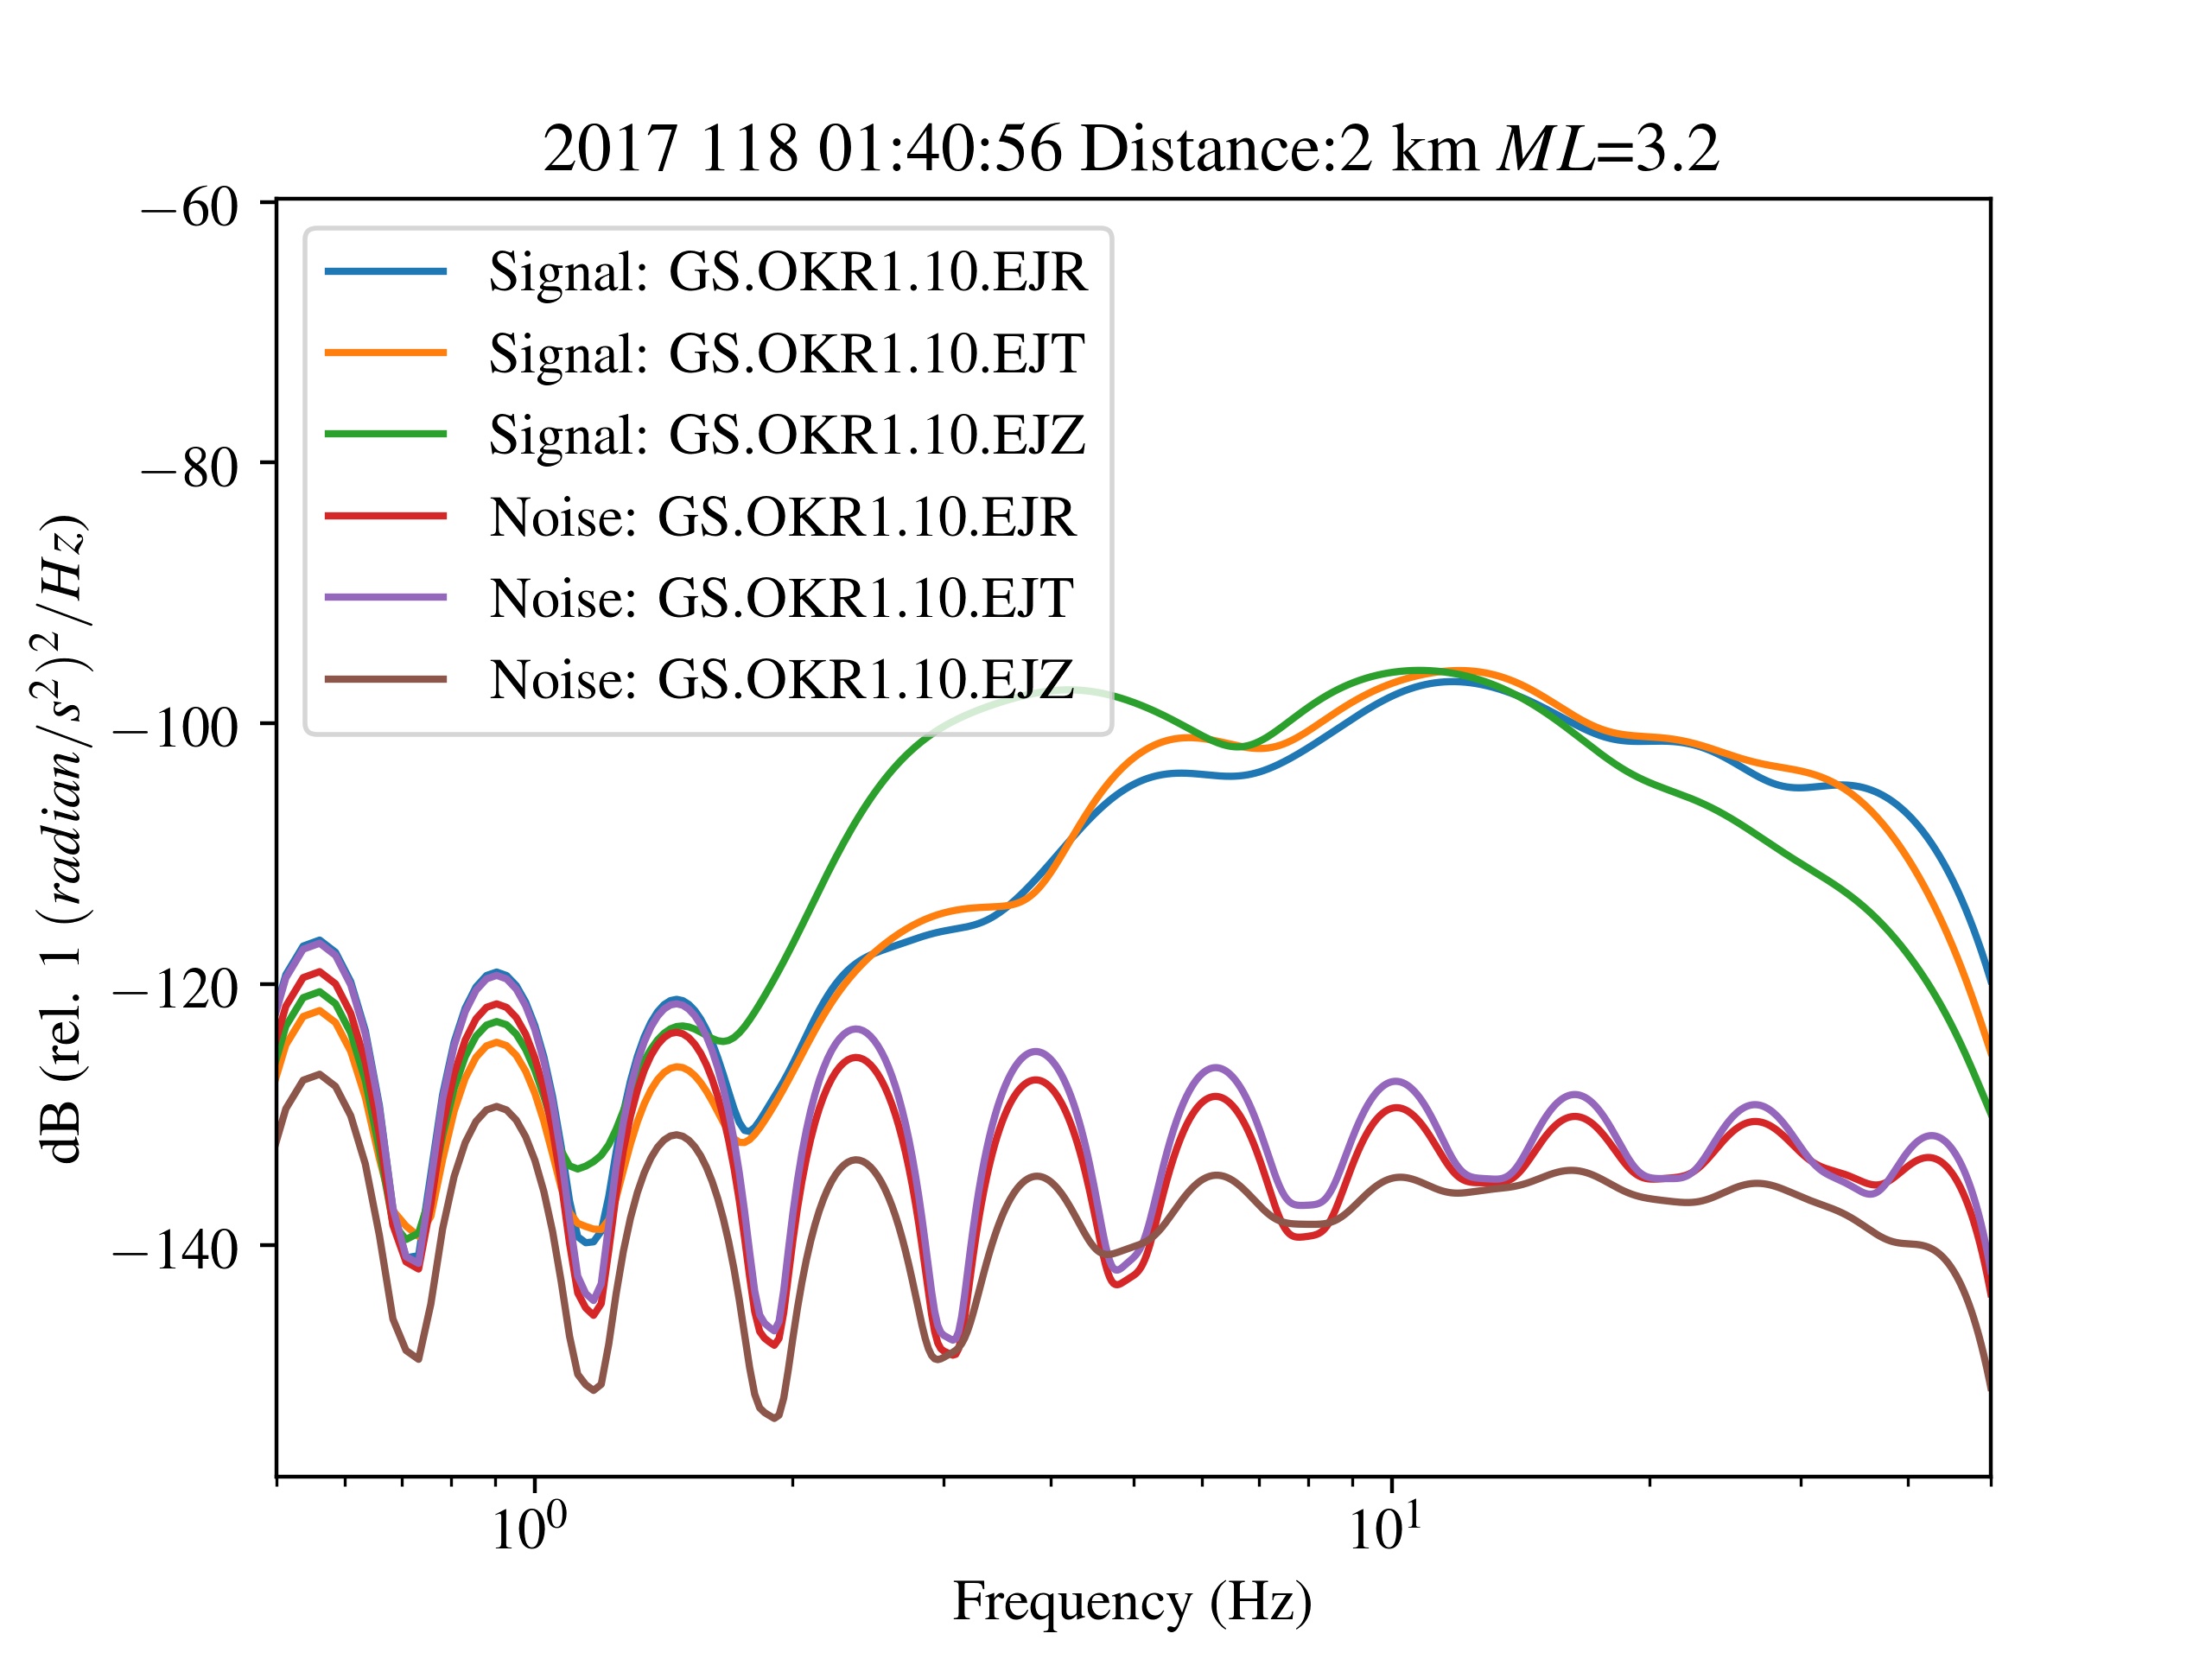 2017 118 01:40:56 Distance:2 km ML=3.2
−60
−80
−100
−120
−140
dB (rel. 1 (radian/s²))²/Hz)
Signal: GS.OKR1.10.EJR
Signal: GS.OKR1.10.EJT
Signal: GS.OKR1.10.EJZ
Noise: GS.OKR1.10.EJR
Noise: GS.OKR1.10.EJT
Noise: GS.OKR1.10.EJZ
10⁰ 10¹
Frequency (Hz)